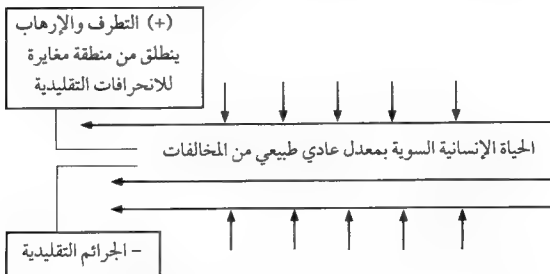 (+) التطرف والإرهاب
ينطلق من منطقة مغايرة
للانحرافات التقليدية
الحياة الإنسانية السوية بمعدل عادي طبيعي من المخالفات
– الجرائم التقليدية